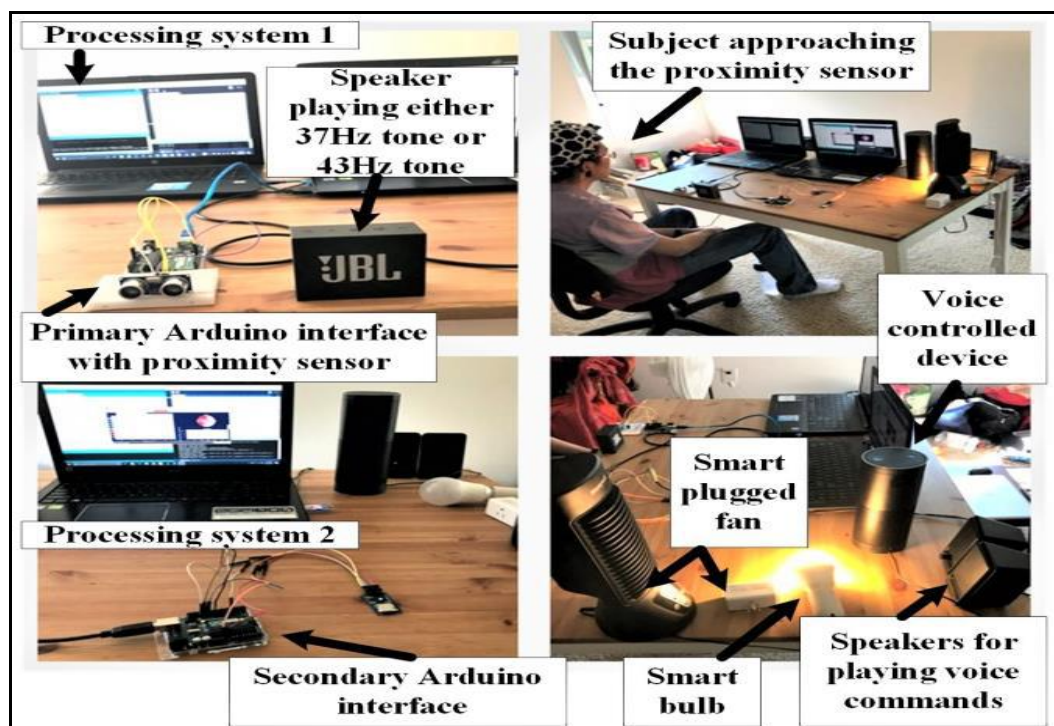 Processing system 1
Speaker
playing either
37Hz tone or
43Hz tone
JBL
Primary Arduino interface
with proximity sensor
Subject approaching
the proximity sensor
Voice
controlled
device
Processing system 2
Secondary Arduino
interface
Smart
plugged
fan
Smart
bulb
Speakers for
playing voice
commands